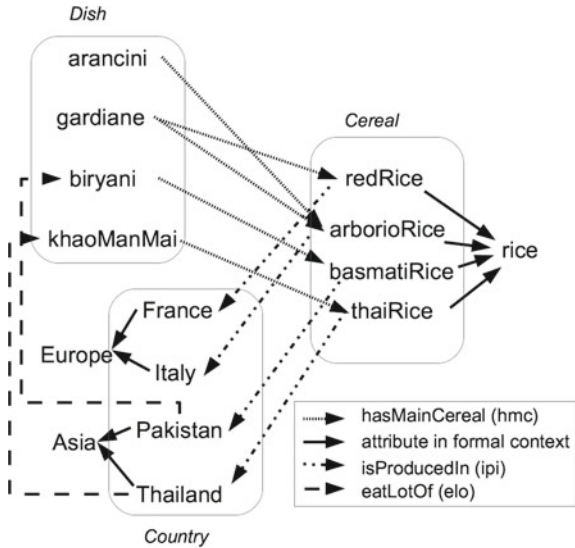 Dish
arancini
gardiane
biryani
khaoManMai
Cereal
redRice
arborioRice
basmatiRice
thaiRice
rice
France
Europe
Italy
Pakistan
Asia
Thailand
Country
hasMainCereal (hmc)
attribute in formal context
isProducedIn (ipi)
eatLotOf (elo)